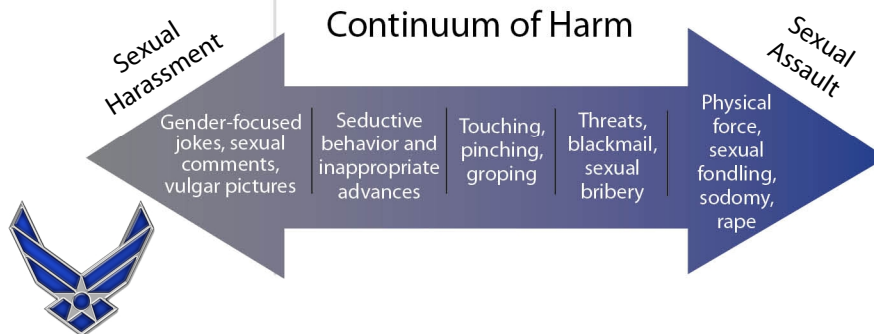 Continuum of Harm
Sexual
Harassment
Sexual
Assault
Gender-focused
jokes, sexual
comments,
vulgar pictures
Seductive
behavior and
inappropriate
advances
Touching,
pinching,
groping
Threats,
blackmail,
sexual
bribery
Physical
force,
sexual
fondling,
sodomy,
rape